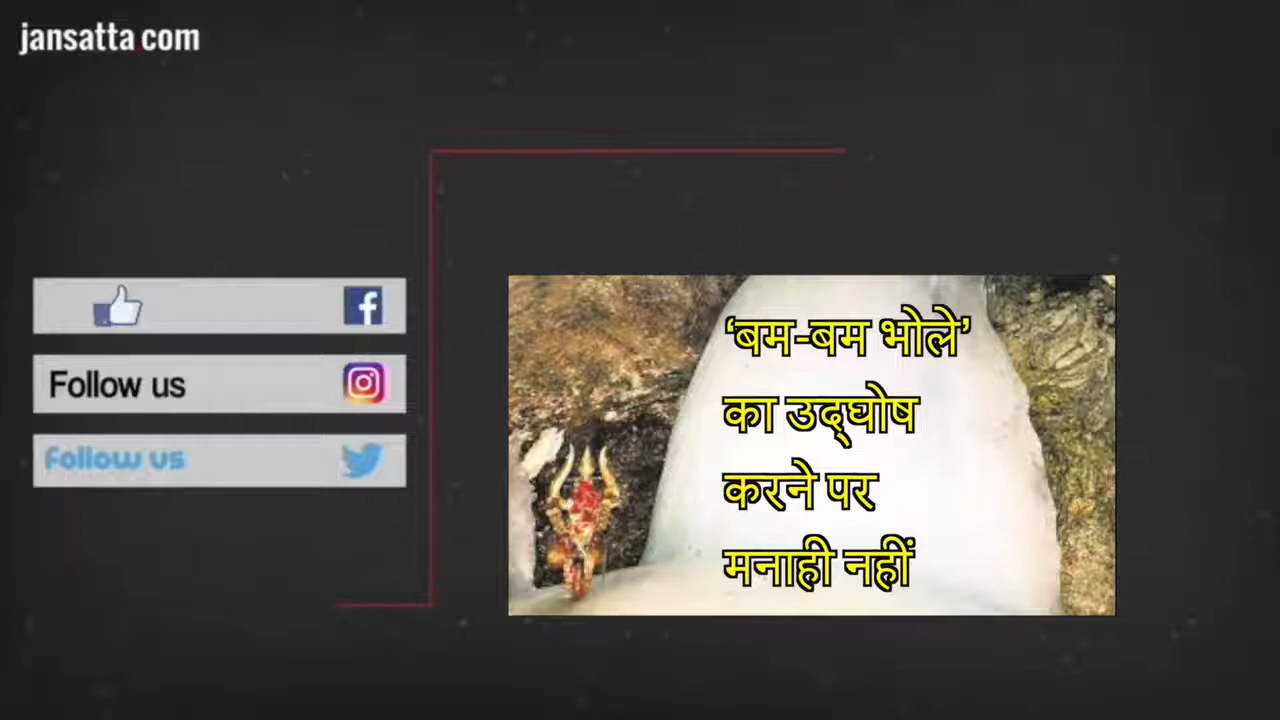 jansatta.com
Follow us
Follow us
‘बम-बम भोले’
का उद्घोष
करने पर
मनाही नहीं